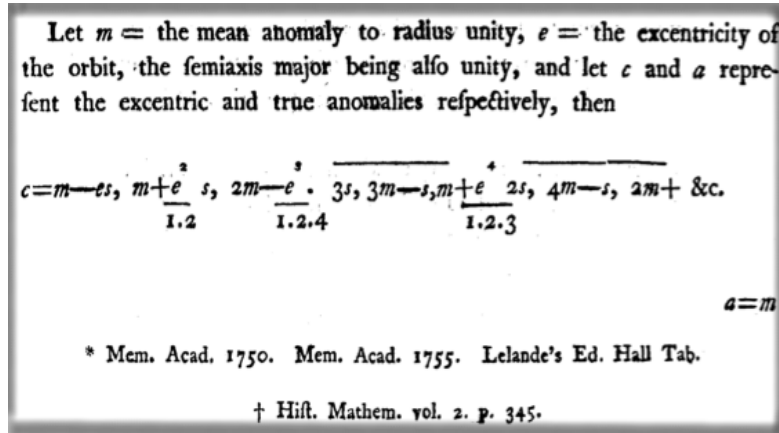 Let m = the mean anomaly to radius unity, e = the excentricity of
the orbit, the ſemiaxis major being alſo unity, and let c and a repre-
ſent the excentric and true anomalies reſpectively, then
2 3 4
c=m—es, m+e s, 2m—e . 3s, 3m—s,m+e 2s, 4m—s, 2m+ &c.
1.2 1.2.4 1.2.3
a=m
* Mem. Acad. 1750. Mem. Acad. 1755. Lelande's Ed. Hall Tab.
† Hiſt. Mathem. vol. 2. p. 345.